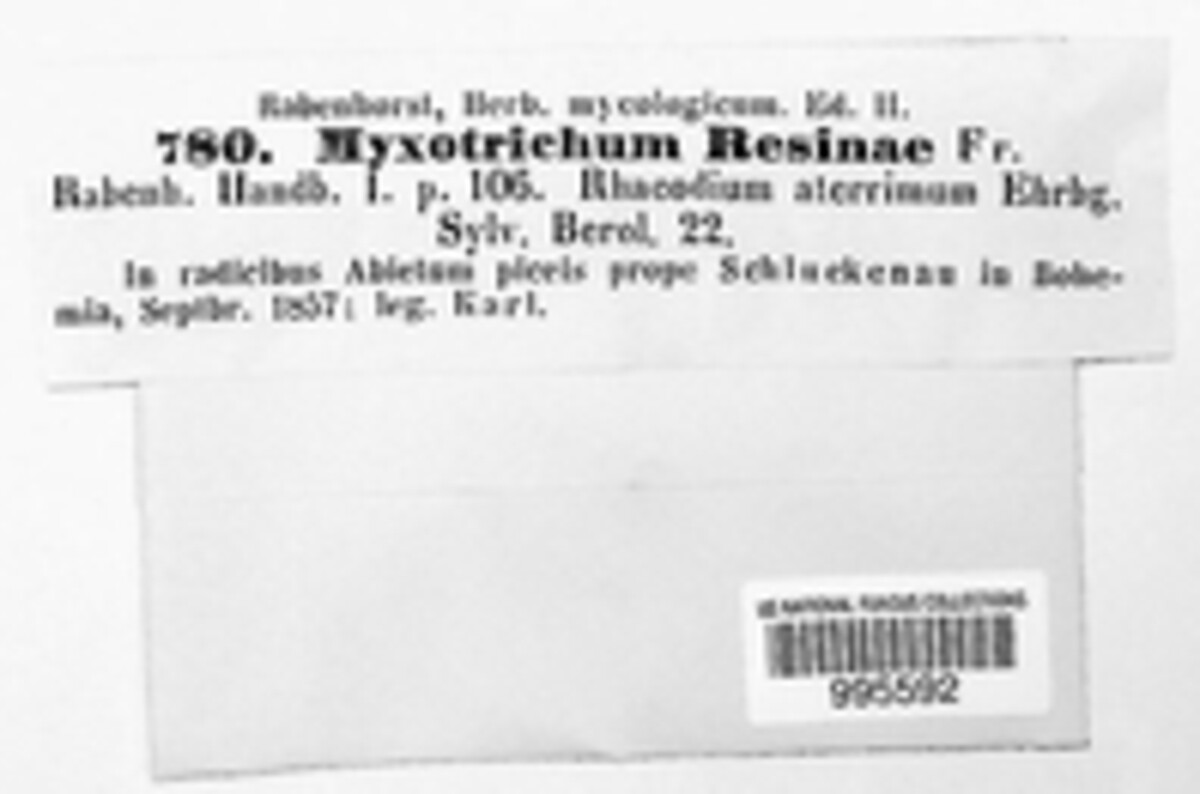 Rabenhorst, Herb. mycologicum. Ed. II.
780. Myxotrichum Resinae Fr.
Rabenh. Handb. I. p. 106. Rhacodium aterrimum Ehrbg.
Sylv. Berol. 22.
In radicibus Abietum piceis prope Schluckenau in Bohe-
mia, Septbr. 1857; leg. Karl.
US NATIONAL FUNGUS COLLECTIONS
995592